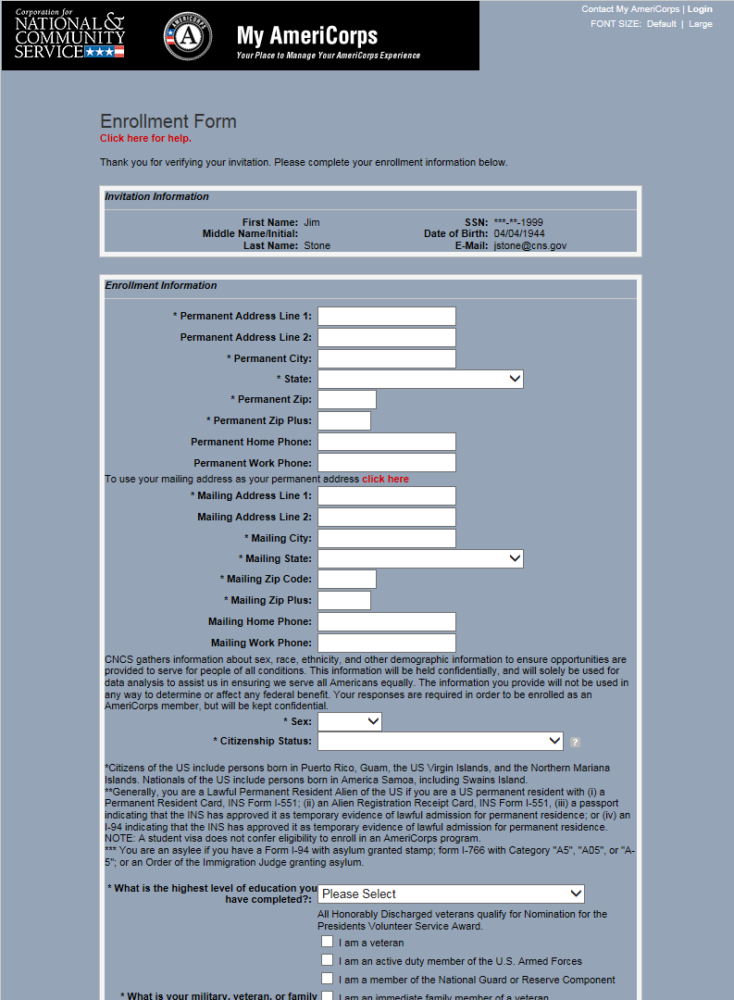 Corporation for
NATIONAL &
COMMUNITY
SERVICE
AMERICORPS
A
My AmeriCorps
Your Place to Manage Your AmeriCorps Experience
Contact My AmeriCorps | Login
FONT SIZE: Default | Large
Enrollment Form
Click here for help.
Thank you for verifying your invitation. Please complete your enrollment information below.
Invitation Information
First Name: Jim SSN: ***-**-1999
Middle Name/Initial: Date of Birth: 04/04/1944
Last Name: Stone E-Mail: jstone@cns.gov
Enrollment Information
* Permanent Address Line 1:
Permanent Address Line 2:
* Permanent City:
* State:
* Permanent Zip:
* Permanent Zip Plus:
Permanent Home Phone:
Permanent Work Phone:
To use your mailing address as your permanent address click here
* Mailing Address Line 1:
Mailing Address Line 2:
* Mailing City:
* Mailing State:
* Mailing Zip Code:
* Mailing Zip Plus:
Mailing Home Phone:
Mailing Work Phone:
CNCS gathers information about sex, race, ethnicity, and other demographic information to ensure opportunities are
provided to serve for people of all conditions. This information will be held confidentially, and will solely be used for
data analysis to assist us in ensuring we serve all Americans equally. The information you provide will not be used in
any way to determine or affect any federal benefit. Your responses are required in order to be enrolled as an
AmeriCorps member, but will be kept confidential.
* Sex:
* Citizenship Status: ?
*Citizens of the US include persons born in Puerto Rico, Guam, the US Virgin Islands, and the Northern Mariana
Islands. Nationals of the US include persons born in America Samoa, including Swains Island.
**Generally, you are a Lawful Permanent Resident Alien of the US if you are a US permanent resident with (i) a
Permanent Resident Card, INS Form I-551; (ii) an Alien Registration Receipt Card, INS Form I-551, (iii) a passport
indicating that the INS has approved it as temporary evidence of lawful admission for permanent residence; or (iv) an
I-94 indicating that the INS has approved it as temporary evidence of lawful admission for permanent residence.
NOTE: A student visa does not confer eligibility to enroll in an AmeriCorps program.
*** You are an asylee if you have a Form I-94 with asylum granted stamp; form I-766 with Category "A5", "A05", or "A-
5"; or an Order of the Immigration Judge granting asylum.
* What is the highest level of education you
have completed?: Please Select
All Honorably Discharged veterans qualify for Nomination for the
Presidents Volunteer Service Award.
I am a veteran
I am an active duty member of the U.S. Armed Forces
I am a member of the National Guard or Reserve Component
* What is your military, veteran, or family I am an immediate family member of a veteran